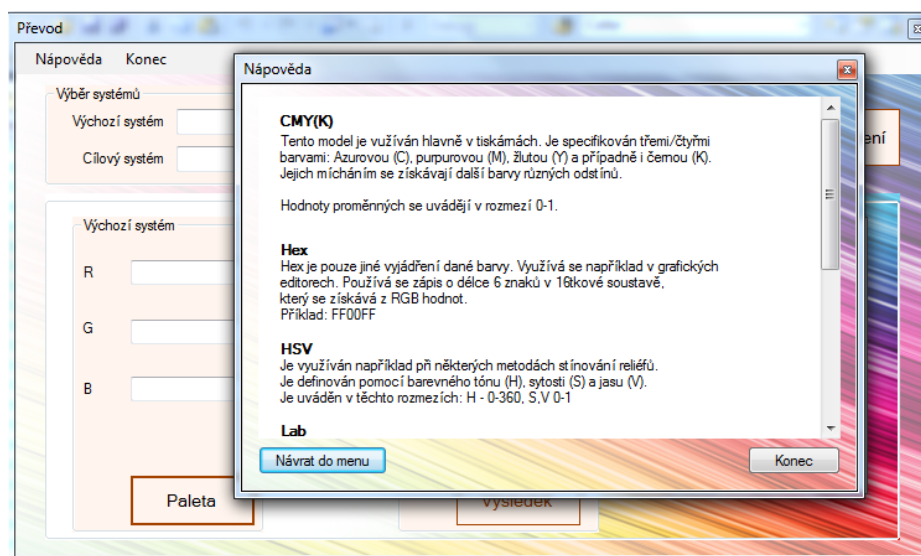 Převod
Nápověda Konec
Výběr systémů
Výchozí systém
Cílový systém
ení
Výchozí systém
R
G
B
Paleta
Výsledek
Nápověda
CMY(K)
Tento model je vužíván hlavně v tiskárnách. Je specifikován třemi/čtyřmi
barvami: Azurovou (C), purpurovou (M), žlutou (Y) a případně i černou (K).
Jejich mícháním se získávají další barvy různých odstínů.
Hodnoty proměnných se uvádějí v rozmezí 0-1.
Hex
Hex je pouze jiné vyjádření dané barvy. Využívá se například v grafických
editorech. Používá se zápis o délce 6 znaků v 16tkové soustavě,
který se získává z RGB hodnot.
Příklad: FF00FF
HSV
Je využíván například při některých metodách stínování reliéfů.
Je definován pomocí barevného tónu (H), sytosti (S) a jasu (V).
Je uváděn v těchto rozmezích: H - 0-360, S,V 0-1
Lab
Návrat do menu
Konec